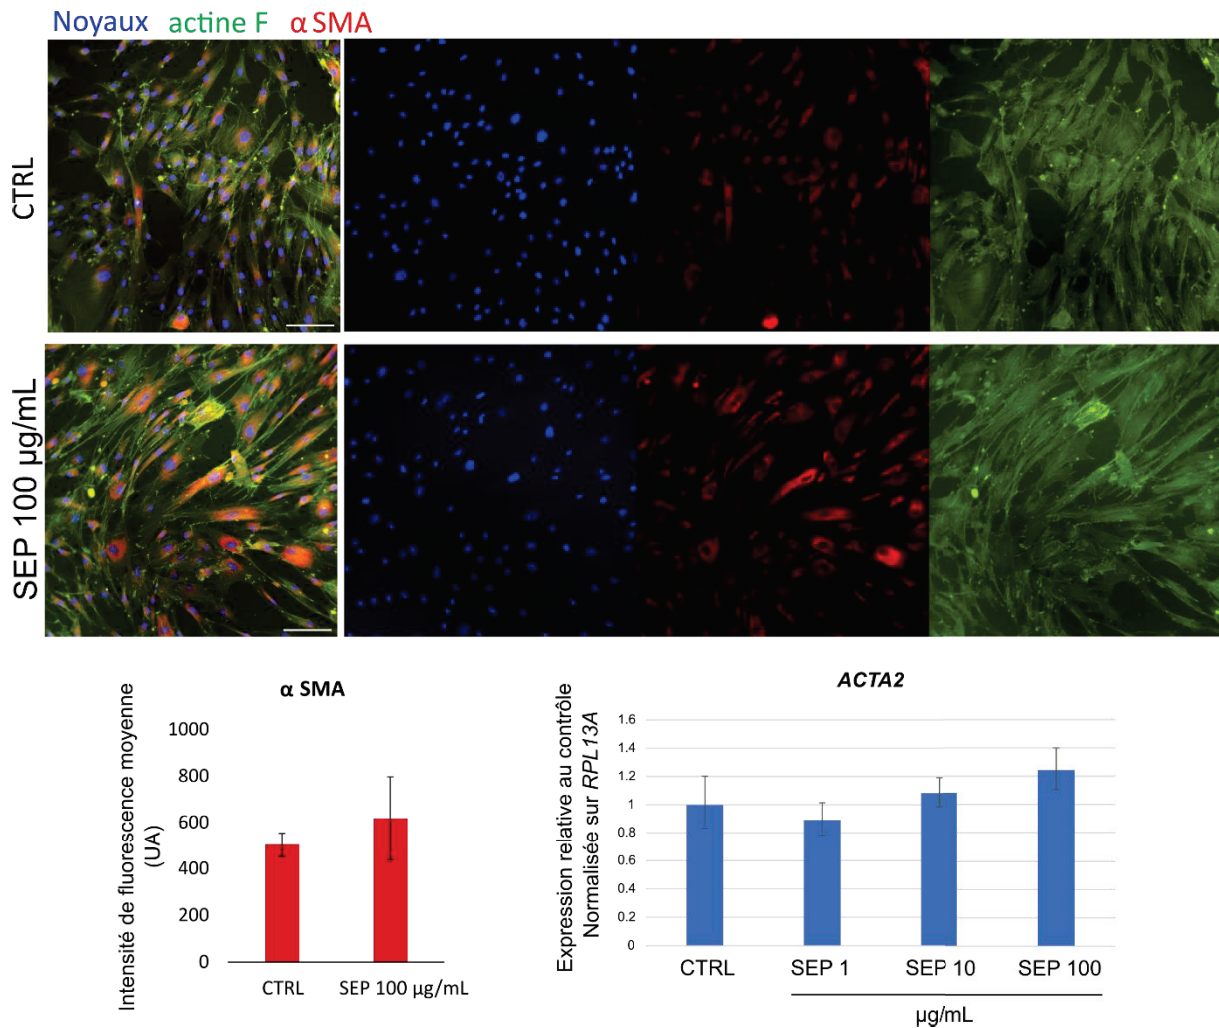 Noyaux actine F α SMA
CTRL
SEP 100 µg/mL
α SMA
Intensité de fluorescence moyenne
(UA)
1000
800
600
400
200
0
CTRL SEP 100 µg/mL
ACTA2
Expression relative au contrôle
Normalisée sur RPL13A
1.6
1.4
1.2
1
0.8
0.6
0.4
0.2
0
CTRL SEP 1 SEP 10 SEP 100
µg/mL